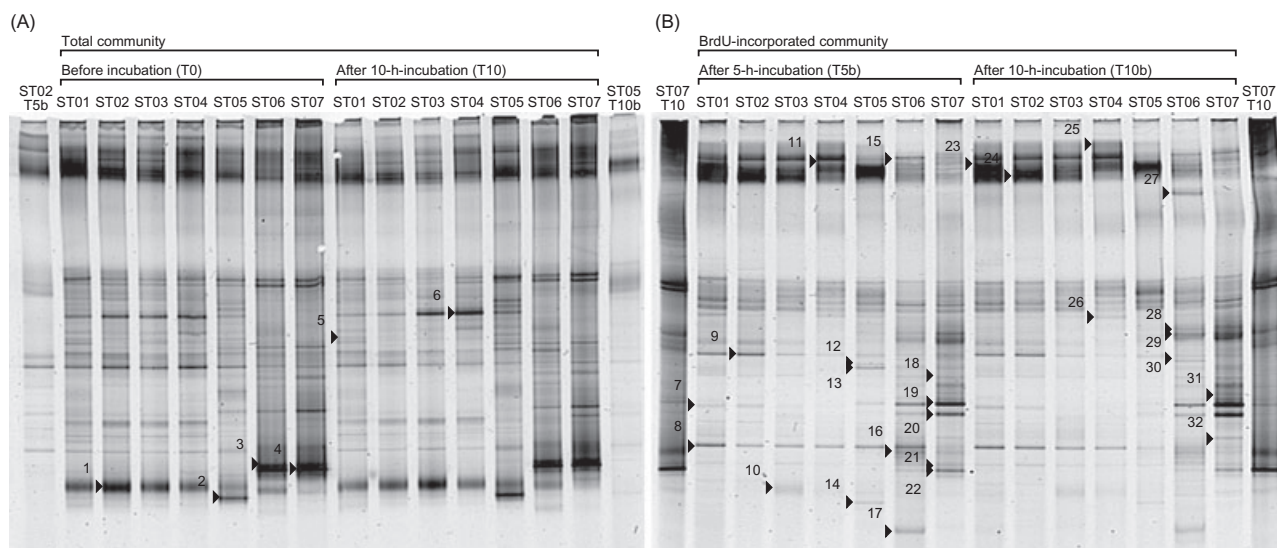 (A)
Total community
Before incubation (T0)
After 10-h-incubation (T10)
ST02 T5b
ST01 ST02 ST03 ST04 ST05 ST06 ST07
ST01 ST02 ST03 ST04 ST05 ST06 ST07
ST05 T10b
1
2
3
4
5
6
(B)
BrdU-incorporated community
After 5-h-incubation (T5b)
After 10-h-incubation (T10b)
ST07 T10
ST01 ST02 ST03 ST04 ST05 ST06 ST07
ST01 ST02 ST03 ST04 ST05 ST06 ST07
ST07 T10
7
8
9
10
11
12
13
14
15
16
17
18
19
20
21
22
23
24
25
26
27
28
29
30
31
32